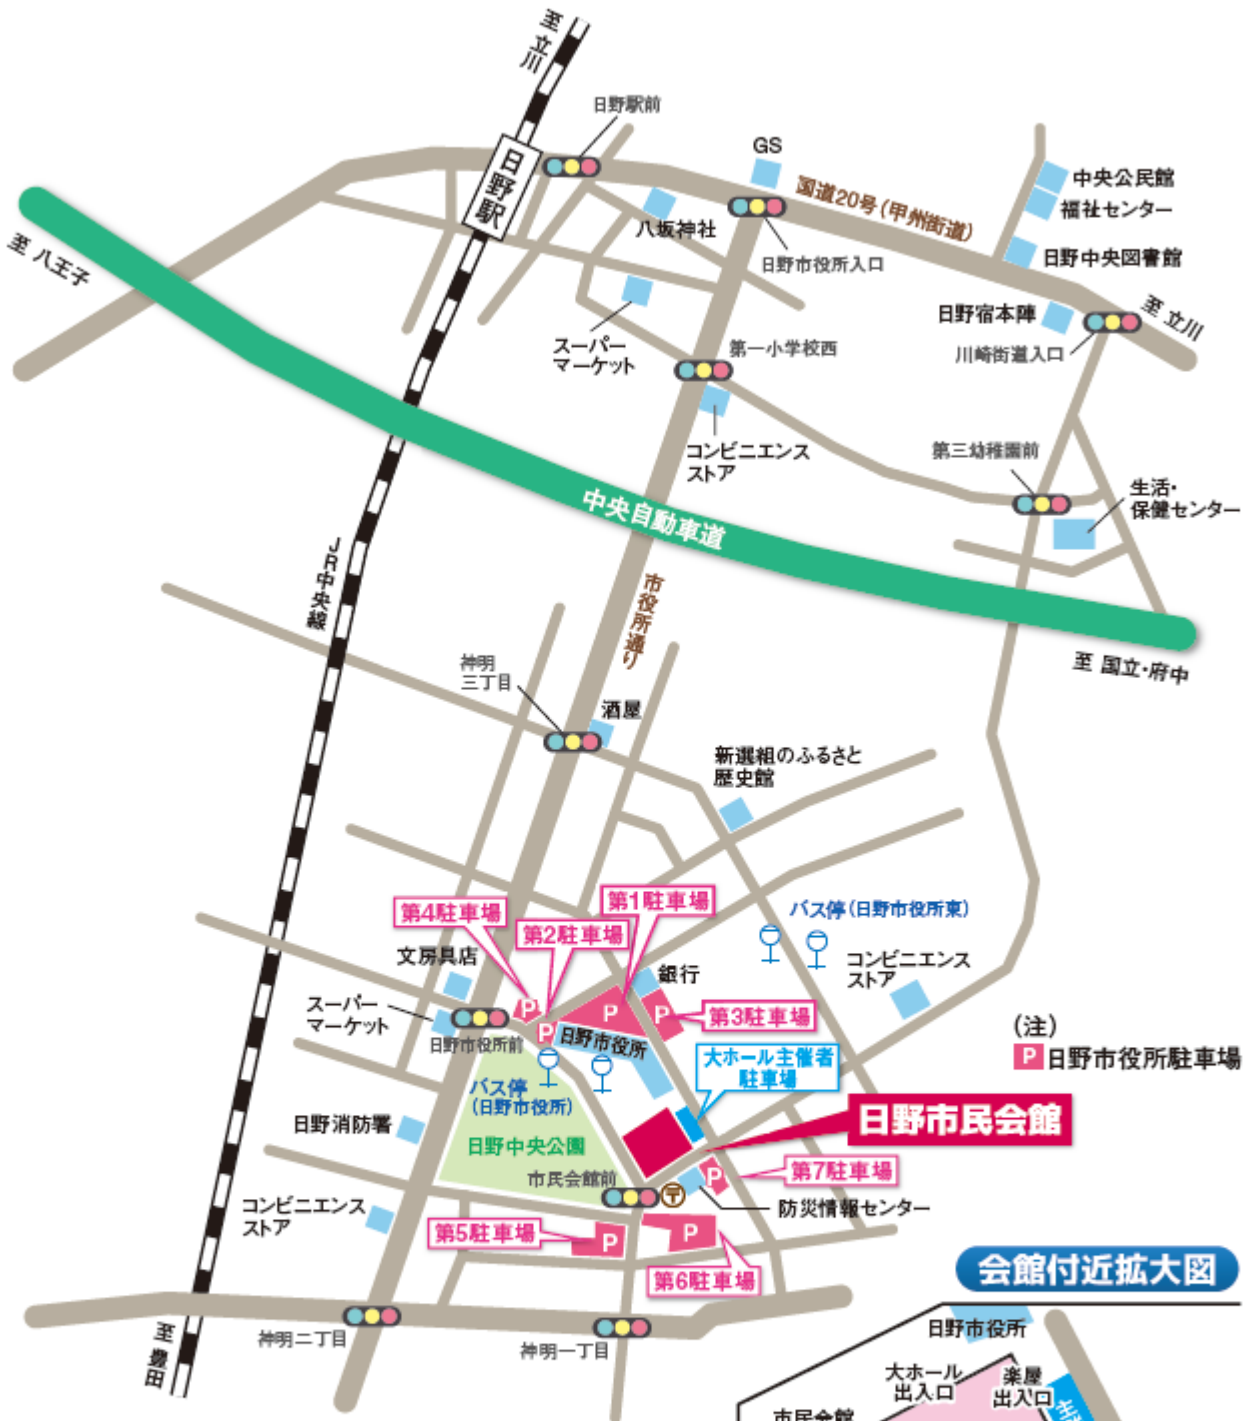 至 立川
日野駅前
日野駅
GS
国道20号(甲州街道)
中央公民館
福祉センター
八坂神社
日野市役所入口
日野中央図書館
至 八王子
スーパー
マーケット
日野宿本陣
至 立川
第一小学校西
川崎街道入口
コンビニエンス
ストア
第三幼稚園前
生活・
保健センター
中央自動車道
JR中央線
市役所通り
至 国立・府中
神明
三丁目
酒屋
新選組のふるさと
歴史館
第4駐車場
第1駐車場
第2駐車場
バス停(日野市役所東)
文房具店
銀行
コンビニエンス
ストア
スーパー
マーケット
P
P
P
P
第3駐車場
日野市役所前
日野市役所
(注)
P日野市役所駐車場
大ホール主催者
駐車場
バス停
(日野市役所)
日野消防署
日野市民会館
日野中央公園
市民会館前
〒
P
第7駐車場
防災情報センター
コンビニエンス
ストア
第5駐車場
P
P
第6駐車場
会館付近拡大図
至 豊田
神明二丁目
神明一丁目
日野市役所
大ホール
出入口
楽屋
出入口
主
市民会館